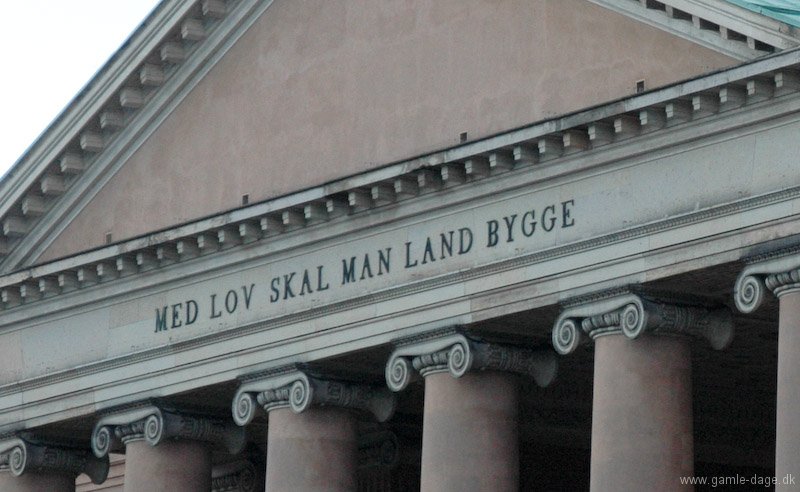 MED LOV SKAL MAN LAND BYGGE
www.gamle-dage.dk